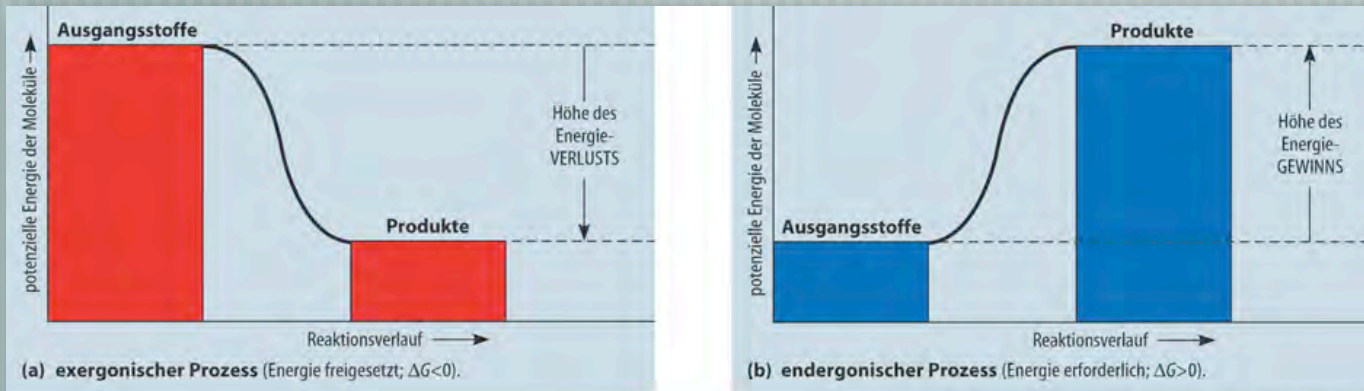 Ausgangsstoffe
potenzielle Energie der Moleküle
Höhe des
Energie-
VERLUSTS
Produkte
Reaktionsverlauf
(a) exergonischer Prozess (Energie freigesetzt; ΔG<0).
Produkte
potenzielle Energie der Moleküle
Höhe des
Energie-
GEWINNS
Ausgangsstoffe
Reaktionsverlauf
(b) endergonischer Prozess (Energie erforderlich; ΔG>0).